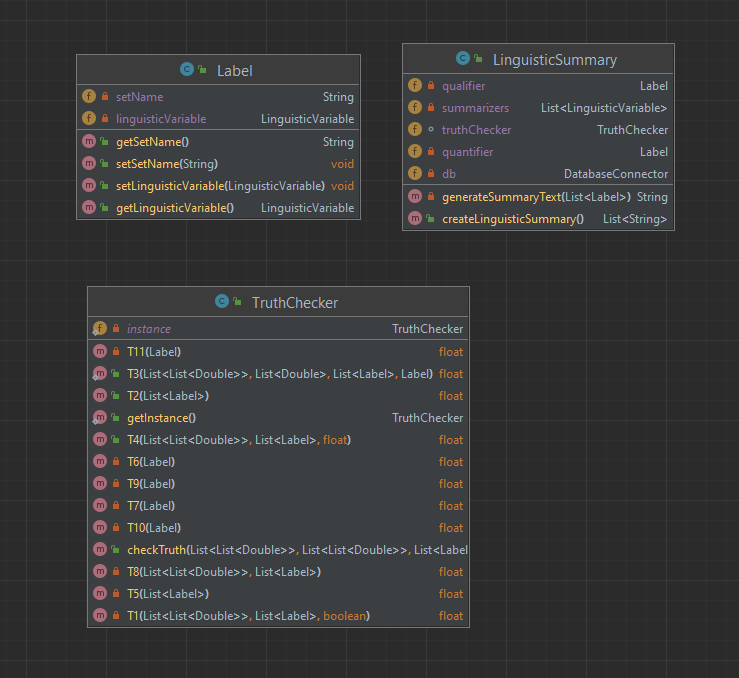 Label
setName String
linguisticVariable LinguisticVariable
getSetName() String
setSetName(String) void
setLinguisticVariable(LinguisticVariable) void
getLinguisticVariable() LinguisticVariable
LinguisticSummary
qualifier Label
summarizers List<LinguisticVariable>
truthChecker TruthChecker
quantifier Label
db DatabaseConnector
generateSummaryText(List<Label>) String
createLinguisticSummary() List<String>
TruthChecker
instance TruthChecker
T11(Label) float
T3(List<List<Double>>, List<Double>, List<Label>, Label) float
T2(List<Label>) float
getInstance() TruthChecker
T4(List<List<Double>>, List<Label>, float) float
T6(Label) float
T9(Label) float
T7(Label) float
T10(Label) float
checkTruth(List<List<Double>>, List<List<Double>>, List<Label
T8(List<List<Double>>, List<Label>) float
T5(List<Label>) float
T1(List<List<Double>>, List<Label>, boolean) float